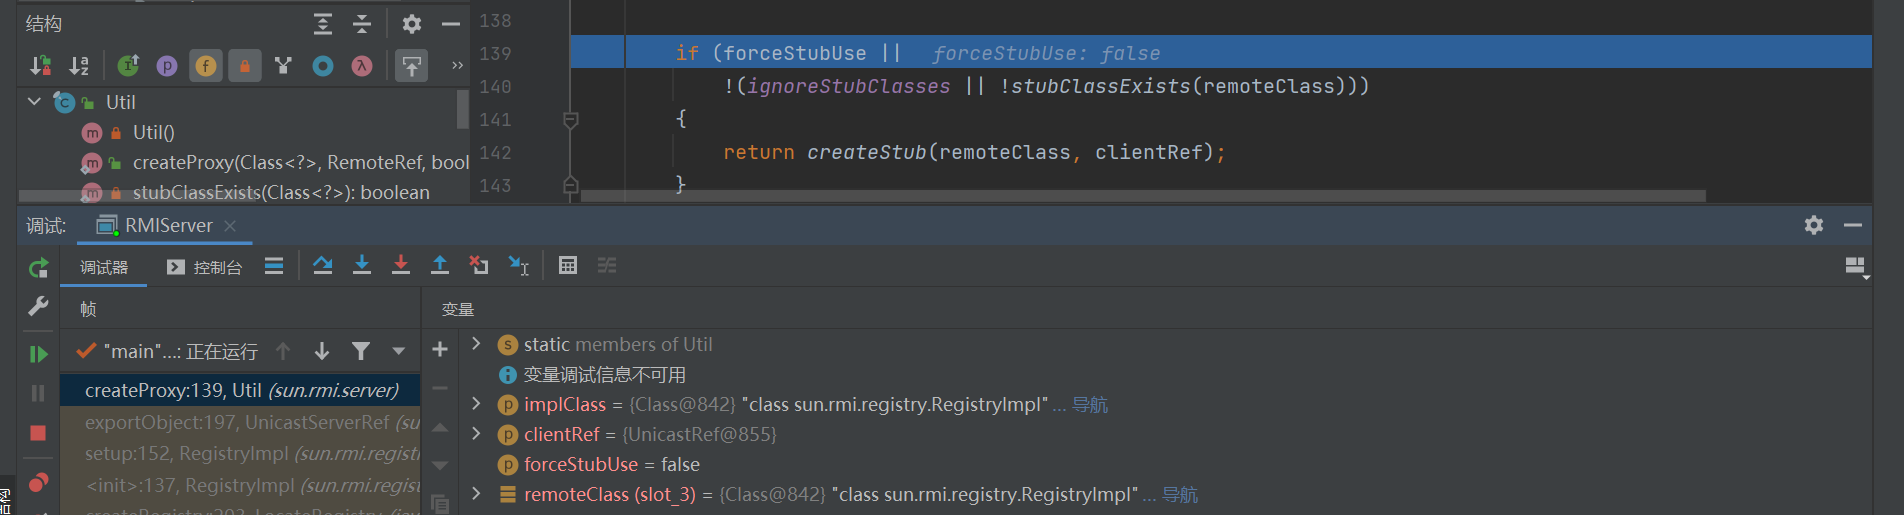 结构
Util
Util()
createProxy(Class<?>, RemoteRef, bool
stubClassExists(Class<?>): boolean
138
139 if (forceStubUse || forceStubUse: false
140 !(ignoreStubClasses || !stubClassExists(remoteClass)))
141 {
142 return createStub(remoteClass, clientRef);
143 }
调试: RMIServer
调试器 控制台
帧
"main"...: 正在运行
createProxy:139, Util (sun.rmi.server)
exportObject:197, UnicastServerRef (su
setup:152, RegistryImpl (sun.rmi.regist
<init>:137, RegistryImpl (sun.rmi.regist
变量
static members of Util
变量调试信息不可用
implClass = {Class@842} "class sun.rmi.registry.RegistryImpl" ... 导航
clientRef = {UnicastRef@855}
forceStubUse = false
remoteClass (slot_3) = {Class@842} "class sun.rmi.registry.RegistryImpl" ... 导航